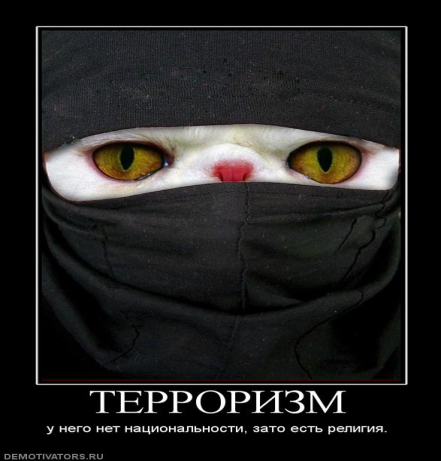 ТЕРРОРИЗМ
у него нет национальности, зато есть религия.
DEMOTIVATORS.RU